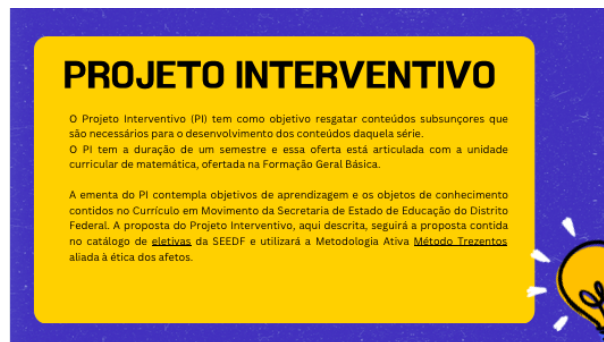 PROJETO INTERVENTIVO
O Projeto Interventivo (PI) tem como objetivo resgatar conteúdos subsunçores que
são necessários para o desenvolvimento dos conteúdos daquela série.
O PI tem a duração de um semestre e essa oferta está articulada com a unidade
curricular de matemática, ofertada na Formação Geral Básica.
A ementa do PI contempla objetivos de aprendizagem e os objetos de conhecimento
contidos no Currículo em Movimento da Secretaria de Estado de Educação do Distrito
Federal. A proposta do Projeto Interventivo, aqui descrita, seguirá a proposta contida
no catálogo de eletivas da SEEDF e utilizará a Metodologia Ativa Método Trezentos
aliada à ética dos afetos.